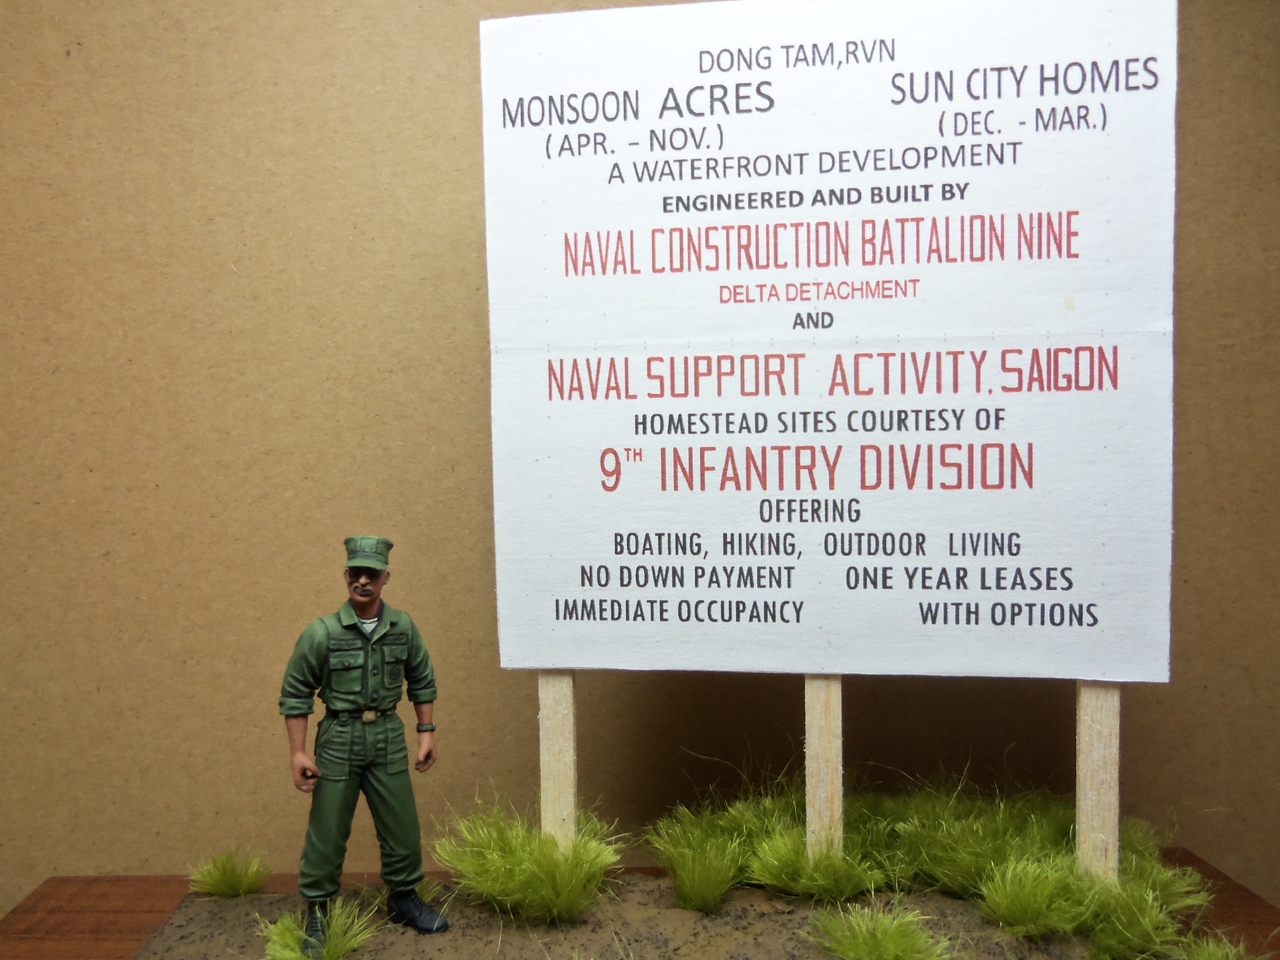 DONG TAM,RVN
MONSOON ACRES SUN CITY HOMES
(APR. - NOV.) (DEC. - MAR.)
A WATERFRONT DEVELOPMENT
ENGINEERED AND BUILT BY
NAVAL CONSTRUCTION BATTALION NINE
DELTA DETACHMENT
AND
NAVAL SUPPORT ACTIVITY, SAIGON
HOMESTEAD SITES COURTESY OF
9TH INFANTRY DIVISION
OFFERING
BOATING, HIKING, OUTDOOR LIVING
NO DOWN PAYMENT ONE YEAR LEASES
IMMEDIATE OCCUPANCY WITH OPTIONS